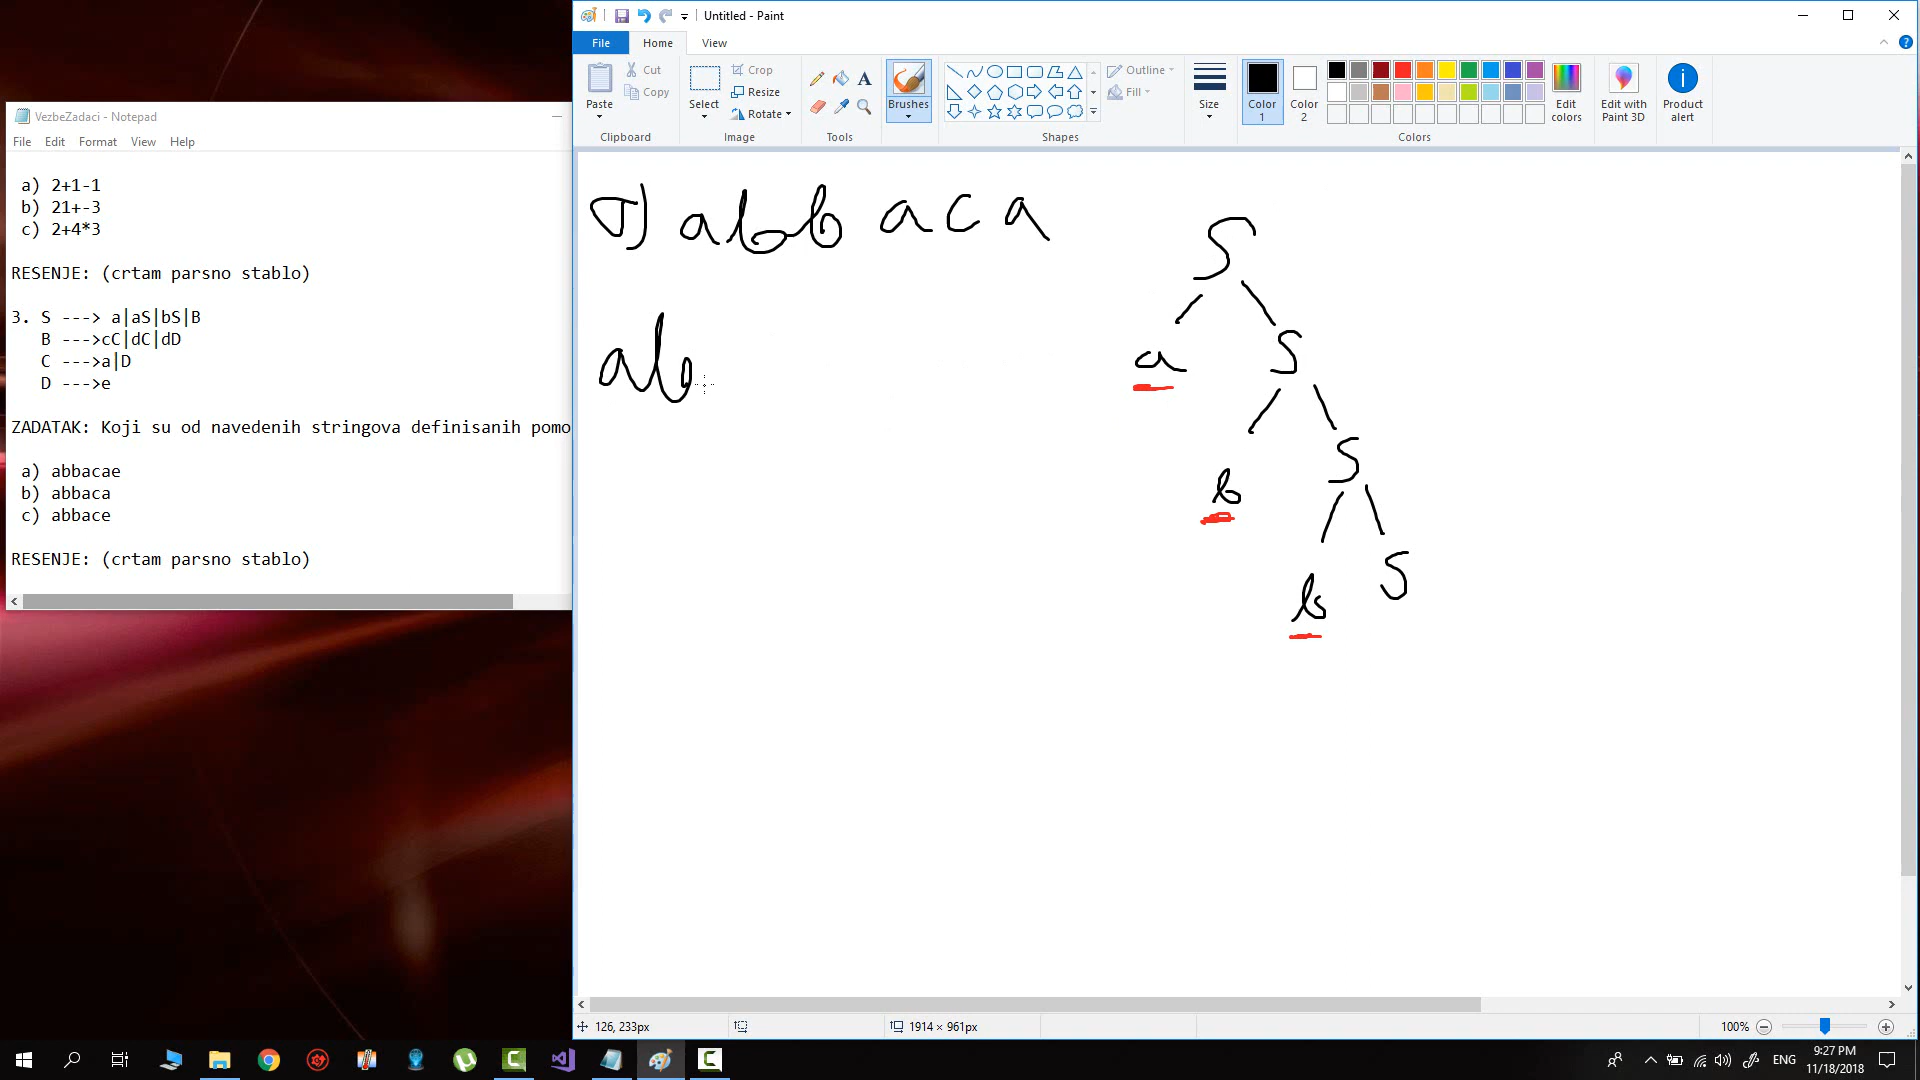 Untitled - Paint
File Home View
Cut
Copy
Paste
Clipboard
Crop
Resize
Rotate
Select
Image
Tools
Brushes
Shapes
Outline
Fill
Size
Color 1
Color 2
Edit colors
Edit with Paint 3D
Product alert
Colors
VezbeZadaci - Notepad
File Edit Format View Help
a) 2+1-1
b) 21+-3
c) 2+4*3
RESENJE: (crtam parsno stablo)
3. S ---> a|aS|bS|B
B --->cC|dC|dD
C --->a|D
D --->e
ZADATAK: Koji su od navedenih stringova definisanih pomo
a) abbacae
b) abbaca
c) abbace
RESENJE: (crtam parsno stablo)
abbaca
ab
S
a S
b S
b S
126, 233px
1914 × 961px
100%
ENG
9:27 PM
11/18/2018